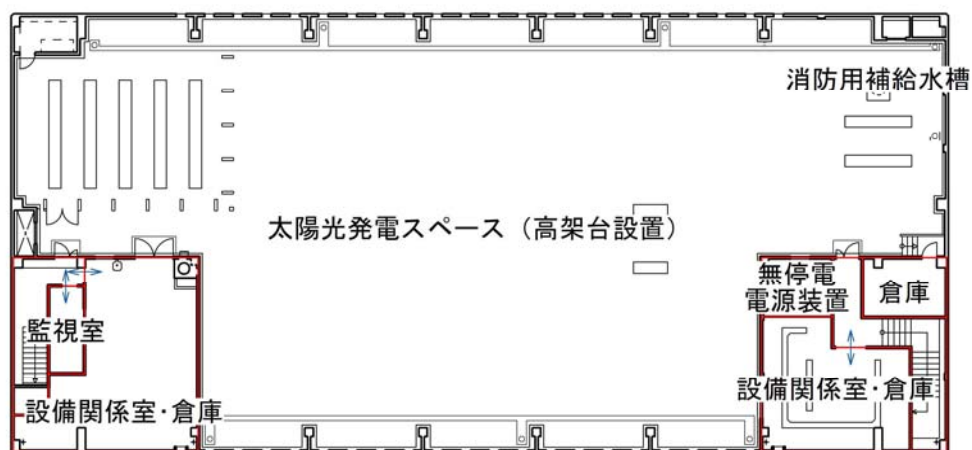 消防用補給水槽
太陽光発電スペース（高架台設置）
無停電
電源装置
倉庫
監視室
設備関係室･倉庫
設備関係室･倉庫